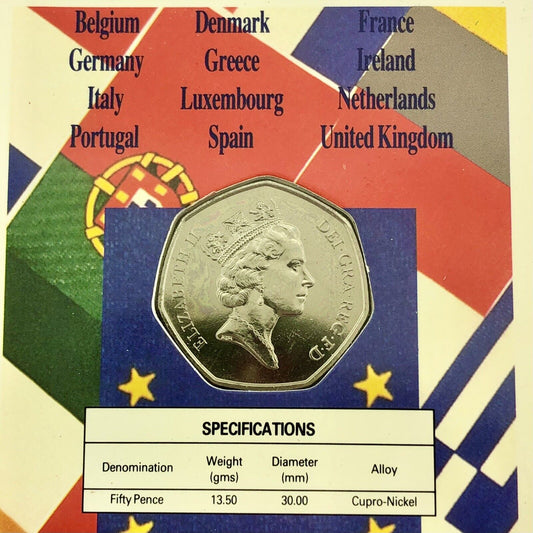 Belgium Denmark France
Germany Greece Ireland
Italy Luxembourg Netherlands
Portugal Spain United Kingdom
ELIZABETH II DEI·GRA·REG·F·D
SPECIFICATIONS
Denomination Weight (gms) Diameter (mm) Alloy
Fifty Pence 13.50 30.00 Cupro-Nickel